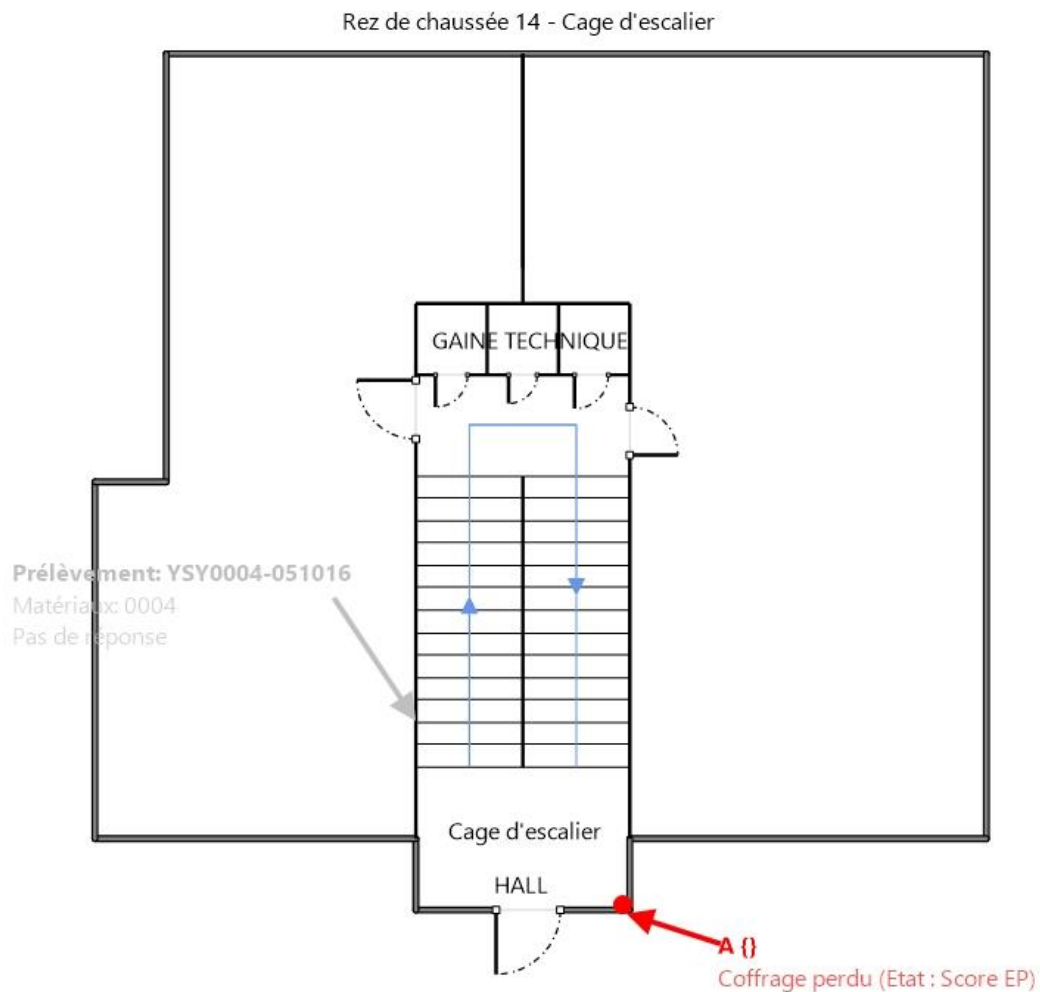 Rez de chaussée 14 - Cage d'escalier
GAINE TECHNIQUE
Prélèvement: YSY0004-051016
Matériaux: 0004
Pas de réponse
Cage d'escalier
HALL
A {}
Coffrage perdu (Etat : Score EP)